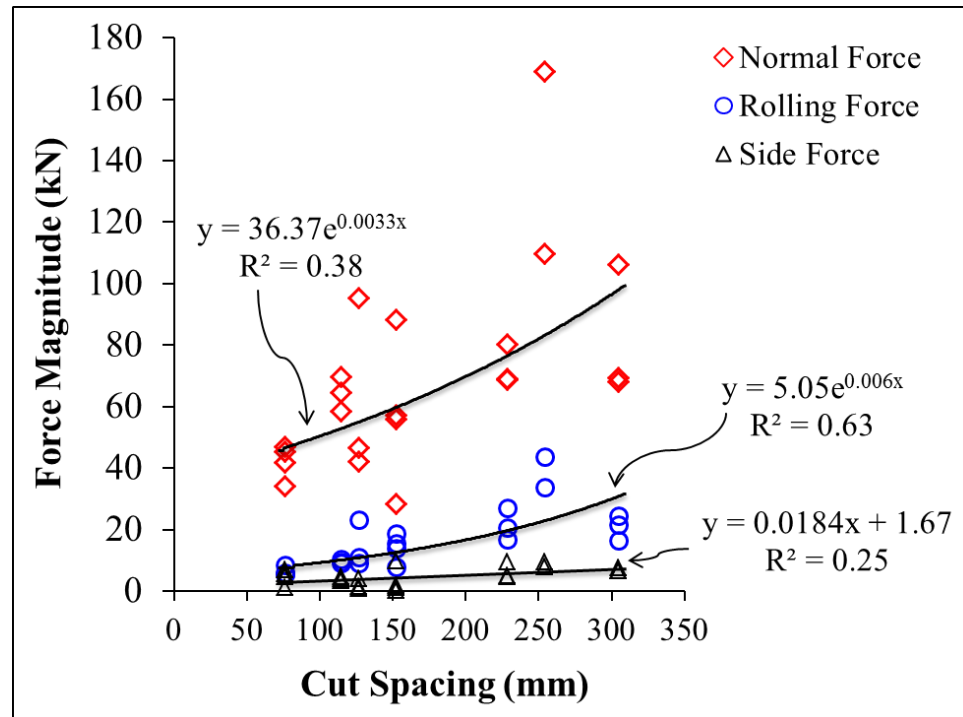 180
160
140
120
100
80
60
40
20
0
Force Magnitude (kN)
Normal Force
Rolling Force
Side Force
y = 36.37e^0.0033x
R² = 0.38
y = 5.05e^0.006x
R² = 0.63
y = 0.0184x + 1.67
R² = 0.25
0 50 100 150 200 250 300 350
Cut Spacing (mm)